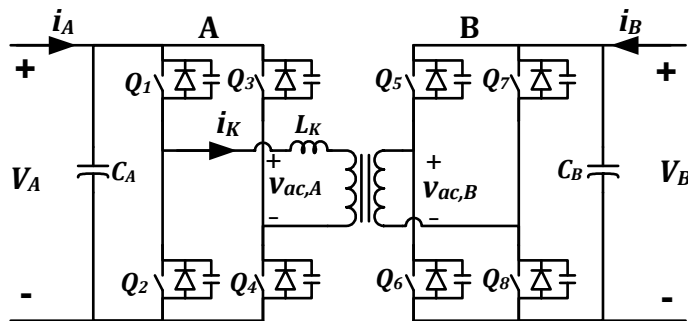 i_A A B i_B
+ Q_1 Q_3 Q_5 Q_7 +
i_K L_K
V_A C_A + v_ac,A - + v_ac,B - C_B V_B
- Q_2 Q_4 Q_6 Q_8 -